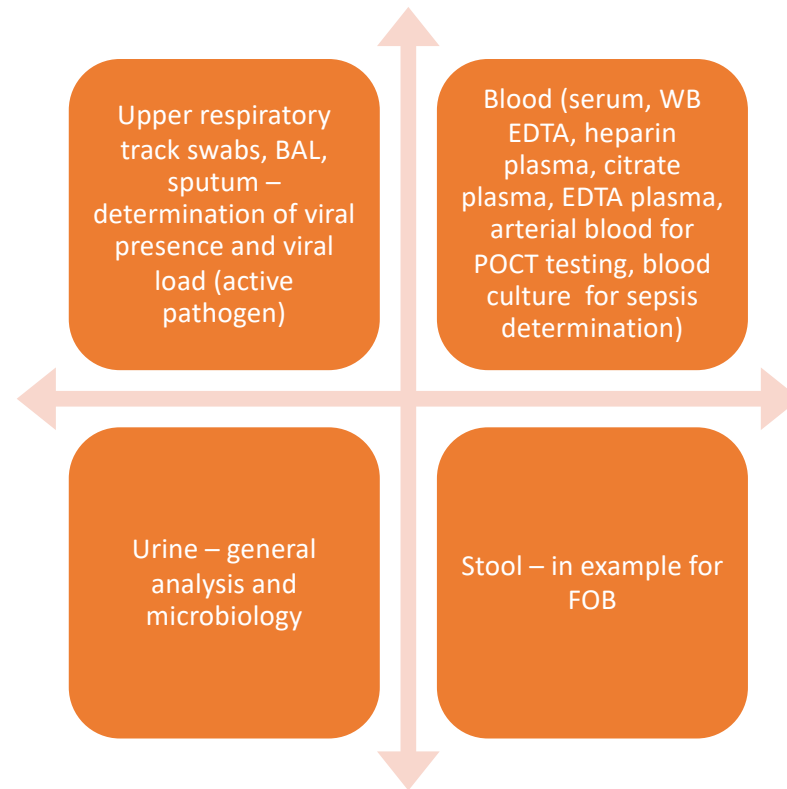 Upper respiratory
track swabs, BAL,
sputum –
determination of viral
presence and viral
load (active
pathogen)
Blood (serum, WB
EDTA, heparin
plasma, citrate
plasma, EDTA plasma,
arterial blood for
POCT testing, blood
culture  for sepsis
determination)
Urine – general
analysis and
microbiology
Stool – in example for
FOB